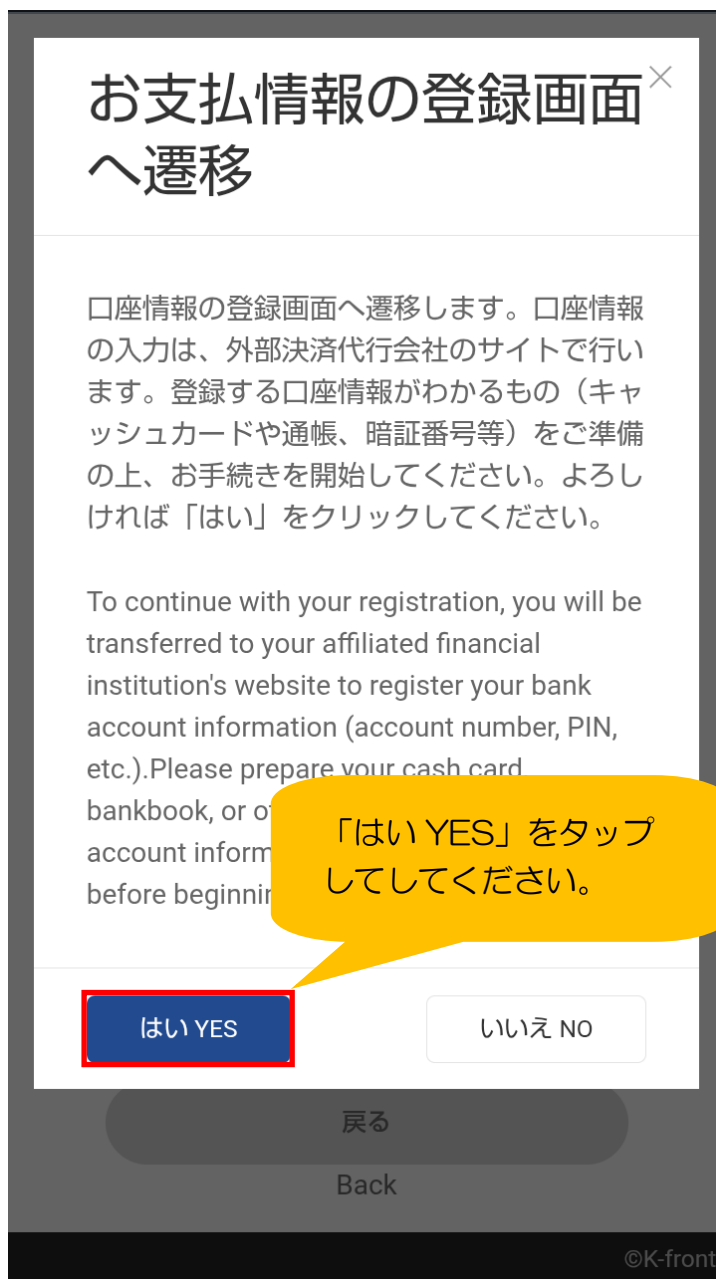 お支払情報の登録画面
へ遷移
口座情報の登録画面へ遷移します。口座情報
の入力は、外部決済代行会社のサイトで行い
ます。登録する口座情報がわかるもの（キャ
ッシュカードや通帳、暗証番号等）をご準備
の上、お手続きを開始してください。よろし
ければ「はい」をクリックしてください。
To continue with your registration, you will be
transferred to your affiliated financial
institution's website to register your bank
account information (account number, PIN,
etc.).Please prepare your cash card
bankbook, or
account
before
「はい YES」をタップ
してしてください。
はい YES
いいえ NO
戻る
Back
©K-front